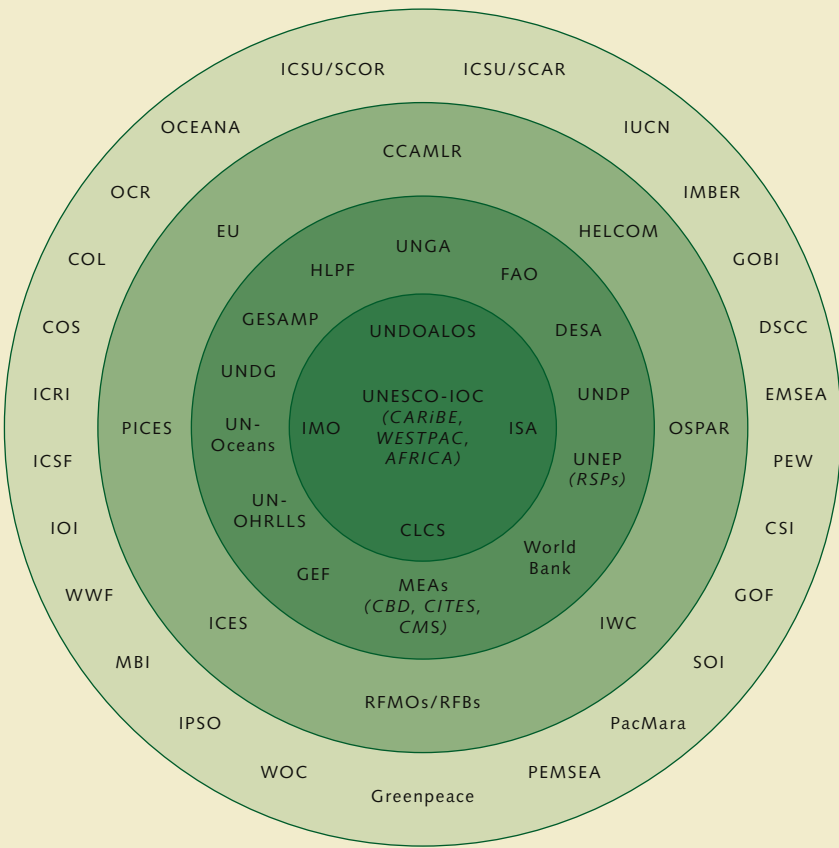 ICSU/SCOR
ICSU/SCAR
OCEANA
IUCN
CCAMLR
OCR
IMBER
EU
HELCOM
UNGA
COL
GOBI
HLPF
FAO
GESAMP
COS
UNDOALOS
DESA
DSCC
UNDG
ICRI
UNESCO-IOC
(CARiBE,
WESTPAC,
AFRICA)
UNDP
EMSEA
PICES
UN-
Oceans
IMO
ISA
OSPAR
ICSF
UNEP
(RSPs)
PEW
UN-
OHRLLS
IOI
CLCS
CSI
World
Bank
GEF
MEAs
(CBD, CITES,
CMS)
WWF
GOF
ICES
IWC
MBI
SOI
RFMOs/RFBs
IPSO
PacMara
WOC
PEMSEA
Greenpeace